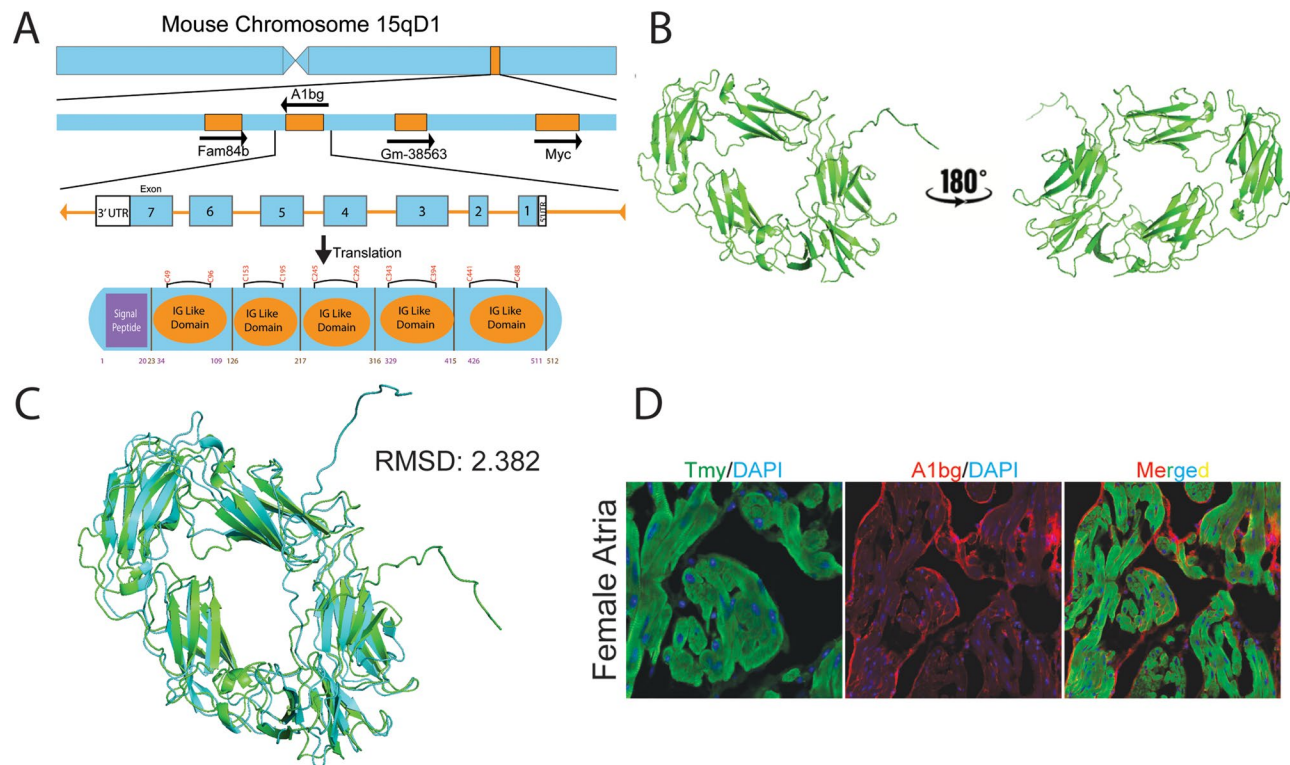 A
Mouse Chromosome 15qD1
A1bg
Fam84b
Gm-38563
Myc
Exon
3' UTR
7
6
5
4
3
2
1
5'UTR
Translation
C49
C96
C153
C195
C245
C292
C343
C394
C441
C488
Signal
Peptide
IG Like
Domain
IG Like
Domain
IG Like
Domain
IG Like
Domain
IG Like
Domain
1 20 23 34 109 126 217 316 329 415 426 511 512
B
180°
C
RMSD: 2.382
D
Female Atria
Tmy/DAPI
A1bg/DAPI
Merged